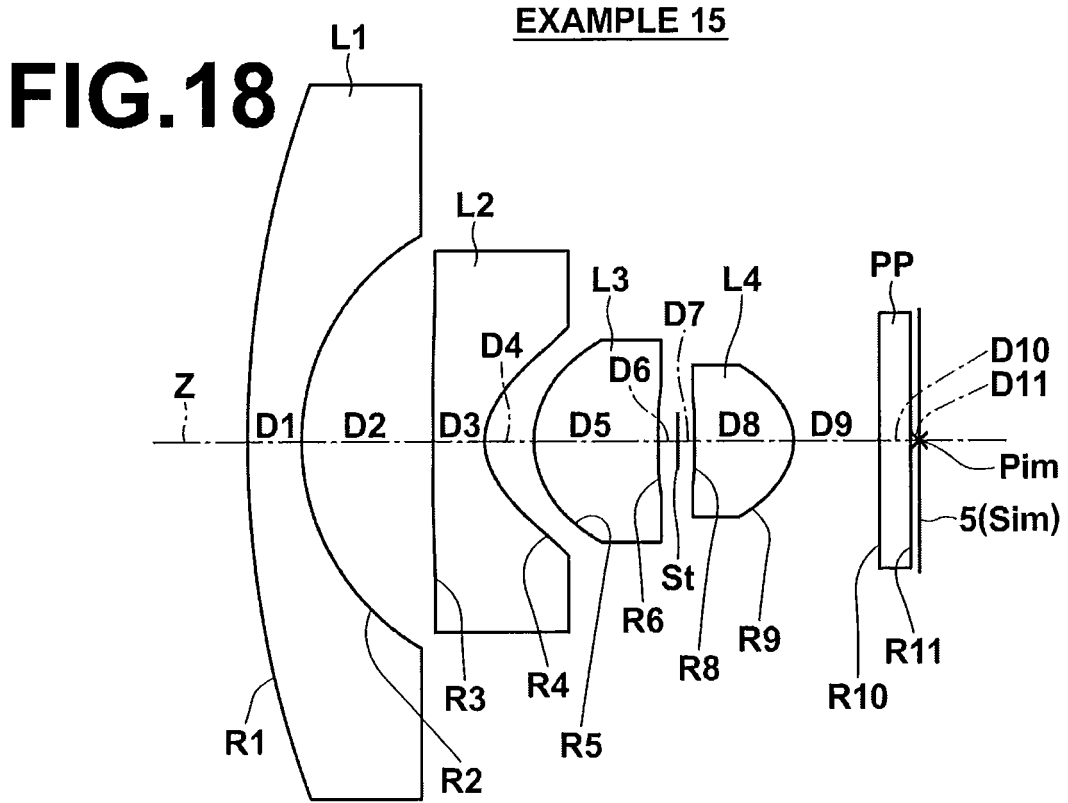 EXAMPLE 15
FIG.18
L1
L2
L3
L4
PP
Z
D1
D2
D3
D4
D5
D6
D7
D8
D9
D10
D11
Pim
5(Sim)
St
R1
R2
R3
R4
R5
R6
R8
R9
R10
R11